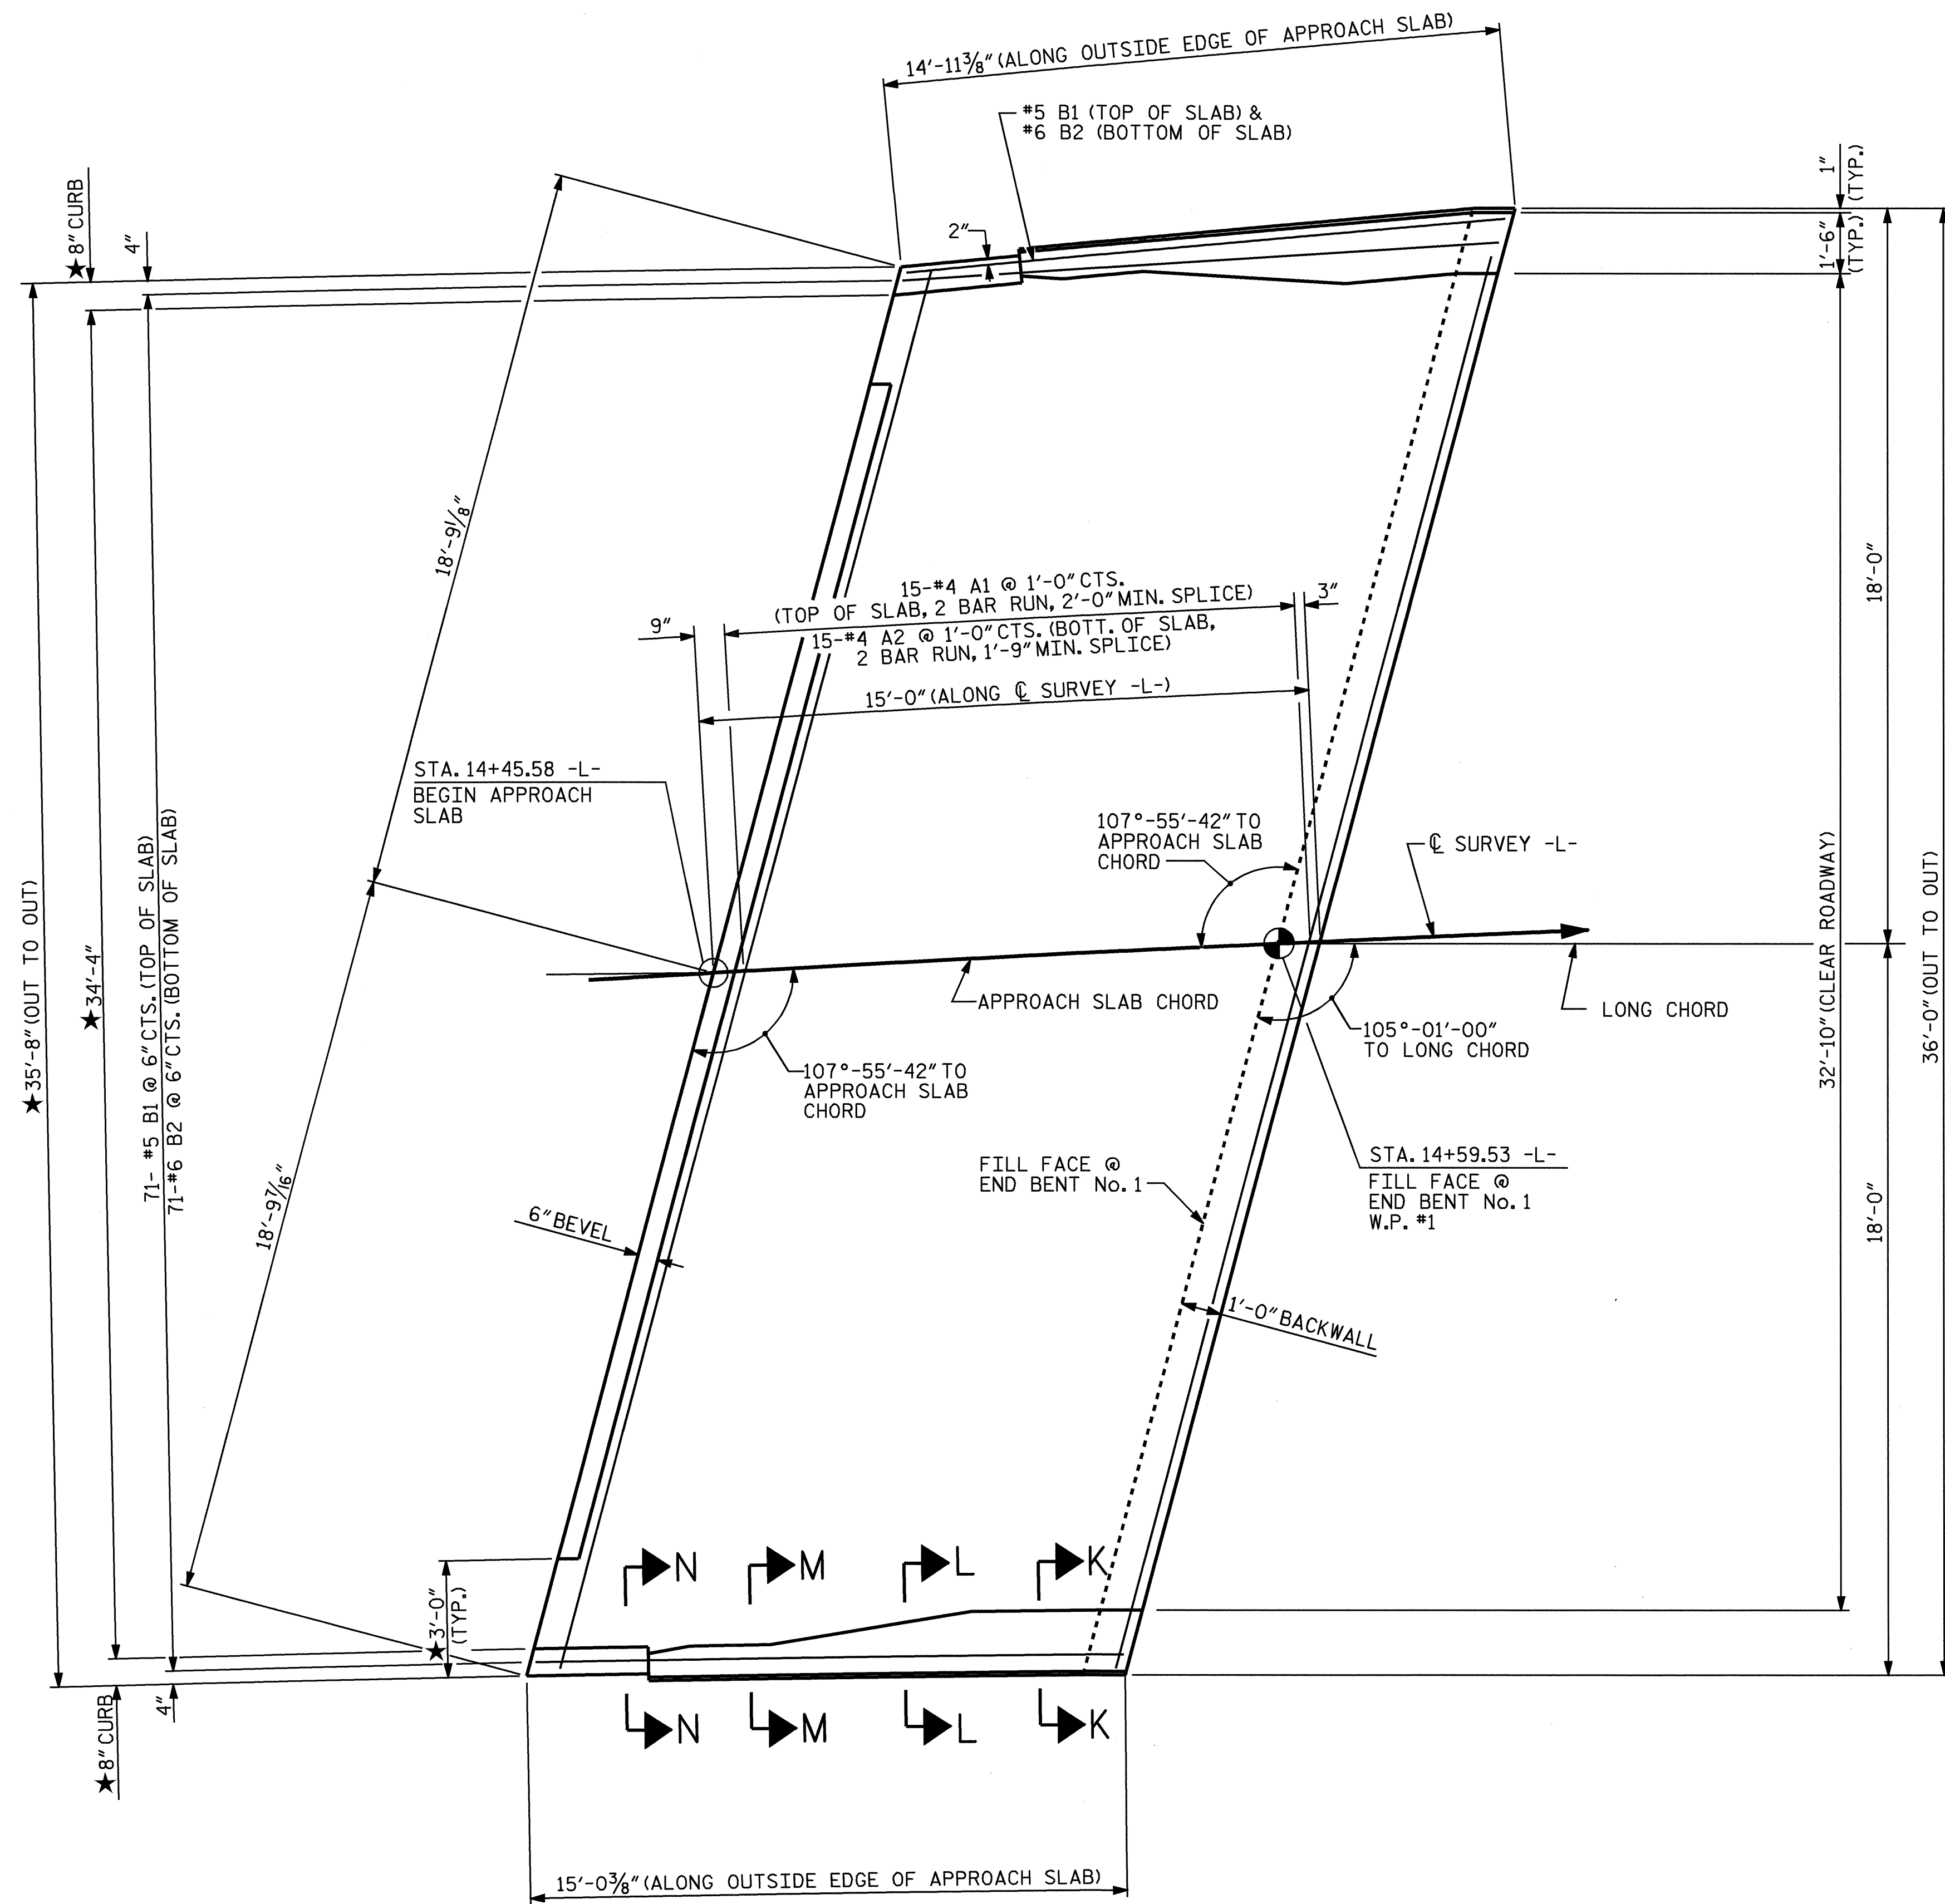 14'-11⅜" (ALONG OUTSIDE EDGE OF APPROACH SLAB)
#5 B1 (TOP OF SLAB) &
#6 B2 (BOTTOM OF SLAB)
★ 8" CURB
4"
2"
1"
(TYP.)
1'-6"
(TYP.)
18'-9⅛"
15-#4 A1 @ 1'-0" CTS.
(TOP OF SLAB, 2 BAR RUN, 2'-0" MIN. SPLICE)
3"
9"
15-#4 A2 @ 1'-0" CTS. (BOTT. OF SLAB,
2 BAR RUN, 1'-9" MIN. SPLICE)
15'-0" (ALONG ℄ SURVEY -L-)
18'-0"
STA. 14+45.58 -L-
BEGIN APPROACH
SLAB
107°-55'-42" TO
APPROACH SLAB
CHORD
℄ SURVEY -L-
★ 35'-8" (OUT TO OUT)
★ 34'-4"
71- #5 B1 @ 6" CTS. (TOP OF SLAB)
71-#6 B2 @ 6" CTS. (BOTTOM OF SLAB)
32'-10" (CLEAR ROADWAY)
36'-0" (OUT TO OUT)
APPROACH SLAB CHORD
LONG CHORD
105°-01'-00"
TO LONG CHORD
107°-55'-42" TO
APPROACH SLAB
CHORD
FILL FACE @
END BENT No. 1
STA. 14+59.53 -L-
FILL FACE @
END BENT No. 1
W.P. #1
18'-9⁷⁄₁₆"
6" BEVEL
18'-0"
1'-0" BACKWALL
★ 3'-0"
(TYP.)
N M L K
★ 8" CURB
4"
N M L K
15'-0⅜" (ALONG OUTSIDE EDGE OF APPROACH SLAB)